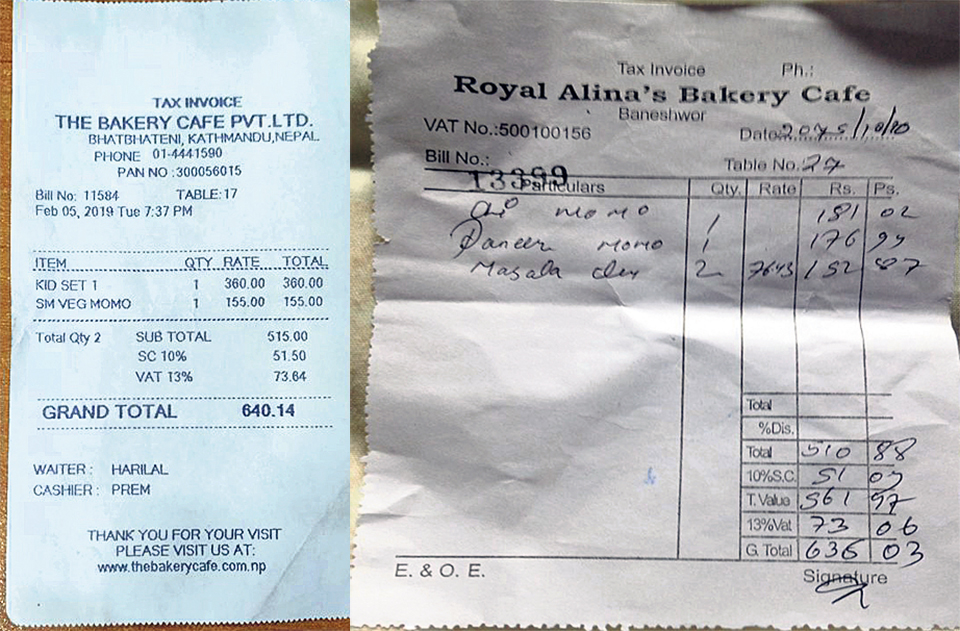 TAX INVOICE
THE BAKERY CAFE PVT.LTD.
BHATBHATENI, KATHMANDU,NEPAL
PHONE 01-4441590
PAN NO :300056015
Bill No: 11584 TABLE:17
Feb 05, 2019 Tue 7:37 PM
ITEM QTY RATE TOTAL
KID SET 1 1 360.00 360.00
SM VEG MOMO 1 155.00 155.00
Total Qty 2 SUB TOTAL 515.00
SC 10% 51.50
VAT 13% 73.64
GRAND TOTAL 640.14
WAITER : HARILAL
CASHIER : PREM
THANK YOU FOR YOUR VISIT
PLEASE VISIT US AT:
www.thebakerycafe.com.np
Tax Invoice Ph.:
Royal Alina's Bakery Cafe
Baneshwor
VAT No.:500100156 Date: 2075/10/20
Bill No.: Table No. 27
13399
Particulars Qty. Rate Rs. Ps.
momo 1 181 02
Paneer momo 1 176 99
Masala 2 7643 152 87
Total
%Dis.
Total 510 88
10%S.C. 51 09
T. Value 561 97
13%Vat 73 06
G. Total 636 03
E. & O. E.
Signature